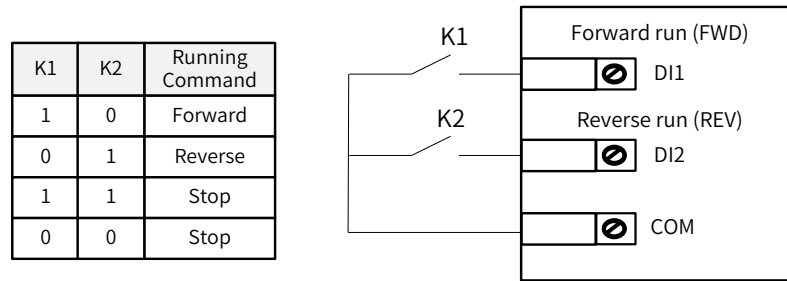 K1 K2 Running
Command
1 0 Forward
0 1 Reverse
1 1 Stop
0 0 Stop
K1
K2
Forward run (FWD)
DI1
Reverse run (REV)
DI2
COM